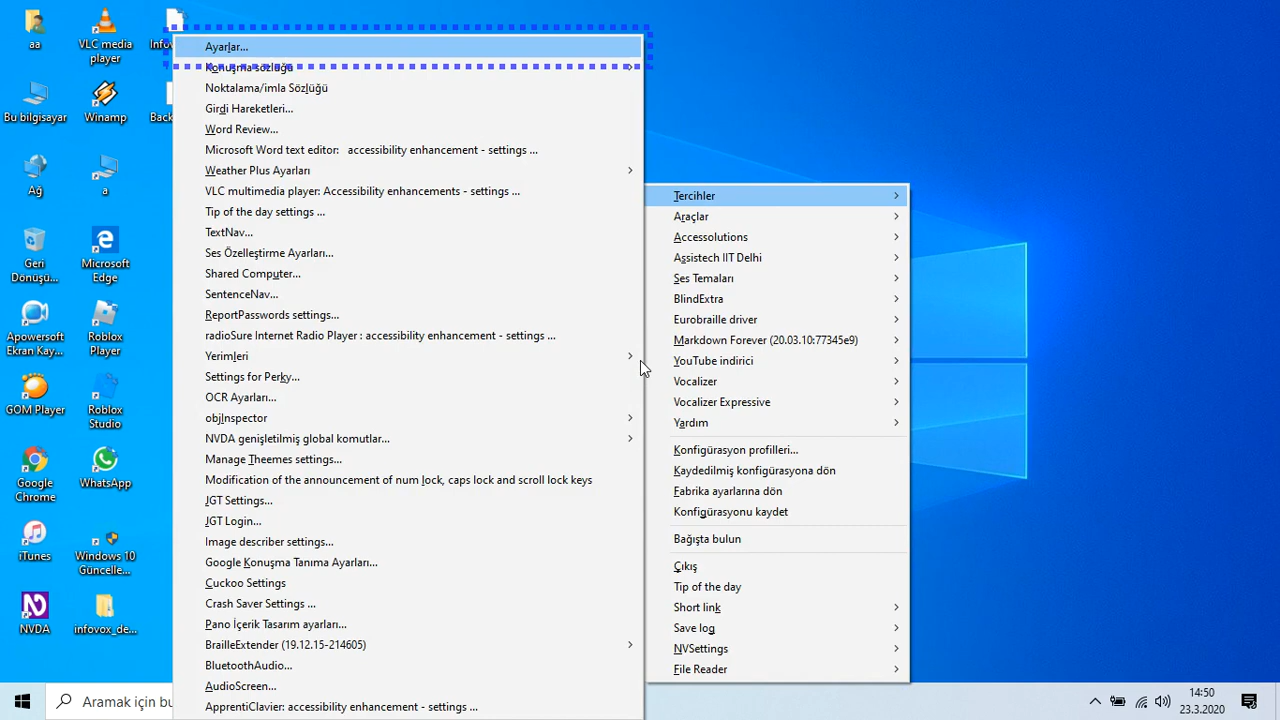 aa
VLC media
player
Bu bilgisayar
Winamp
Ağ
a
Geri
Dönüşü...
Microsoft
Edge
Apowersoft
Ekran Kay...
Roblox
Player
GOM Player
Roblox
Studio
Google
Chrome
WhatsApp
iTunes
Windows 10
Güncelle...
NVDA
infovox_de...
Ayarlar...
Konuşma sözlüğü
Noktalama/imla Sözlüğü
Girdi Hareketleri...
Word Review...
Microsoft Word text editor: accessibility enhancement - settings ...
Weather Plus Ayarları
VLC multimedia player: Accessibility enhancements - settings ...
Tip of the day settings ...
TextNav...
Ses Özelleştirme Ayarları...
Shared Computer...
SentenceNav...
ReportPasswords settings...
radioSure Internet Radio Player : accessibility enhancement - settings ...
Yerimleri
Settings for Perky...
OCR Ayarları...
objInspector
NVDA genişletilmiş global komutlar...
Manage Theemes settings...
Modification of the announcement of num lock, caps lock and scroll lock keys
JGT Settings...
JGT Login...
Image describer settings...
Google Konuşma Tanıma Ayarları...
Cuckoo Settings
Crash Saver Settings ...
Pano İçerik Tasarım ayarları...
BrailleExtender (19.12.15-214605)
BluetoothAudio...
AudioScreen...
ApprentiClavier: accessibility enhancement - settings ...
Tercihler
Araçlar
Accessolutions
Assistech IIT Delhi
Ses Temaları
BlindExtra
Eurobraille driver
Markdown Forever (20.03.10:77345e9)
YouTube indirici
Vocalizer
Vocalizer Expressive
Yardım
Konfigürasyon profilleri...
Kaydedilmiş konfigürasyona dön
Fabrika ayarlarına dön
Konfigürasyonu kaydet
Bağışta bulun
Çıkış
Tip of the day
Short link
Save log
NVSettings
File Reader
Aramak için bu
14:50
23.3.2020